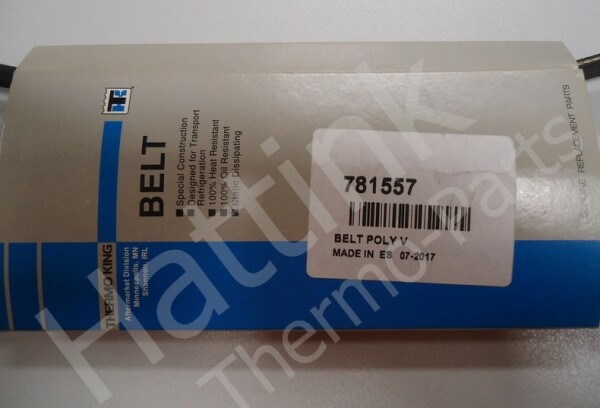 BELT
Special Construction
Designed for Transport
Refrigeration
100% Heat Resistant
100% Oil Resistant
Static Dissipating
THERMO KING
Aftermarket Division
Minneapolis, MN
Shannon, IRL
781557
BELT POLY V
MADE IN ES 07-2017
GENUINE REPLACEMENT PARTS
Hattink
Thermo-Parts